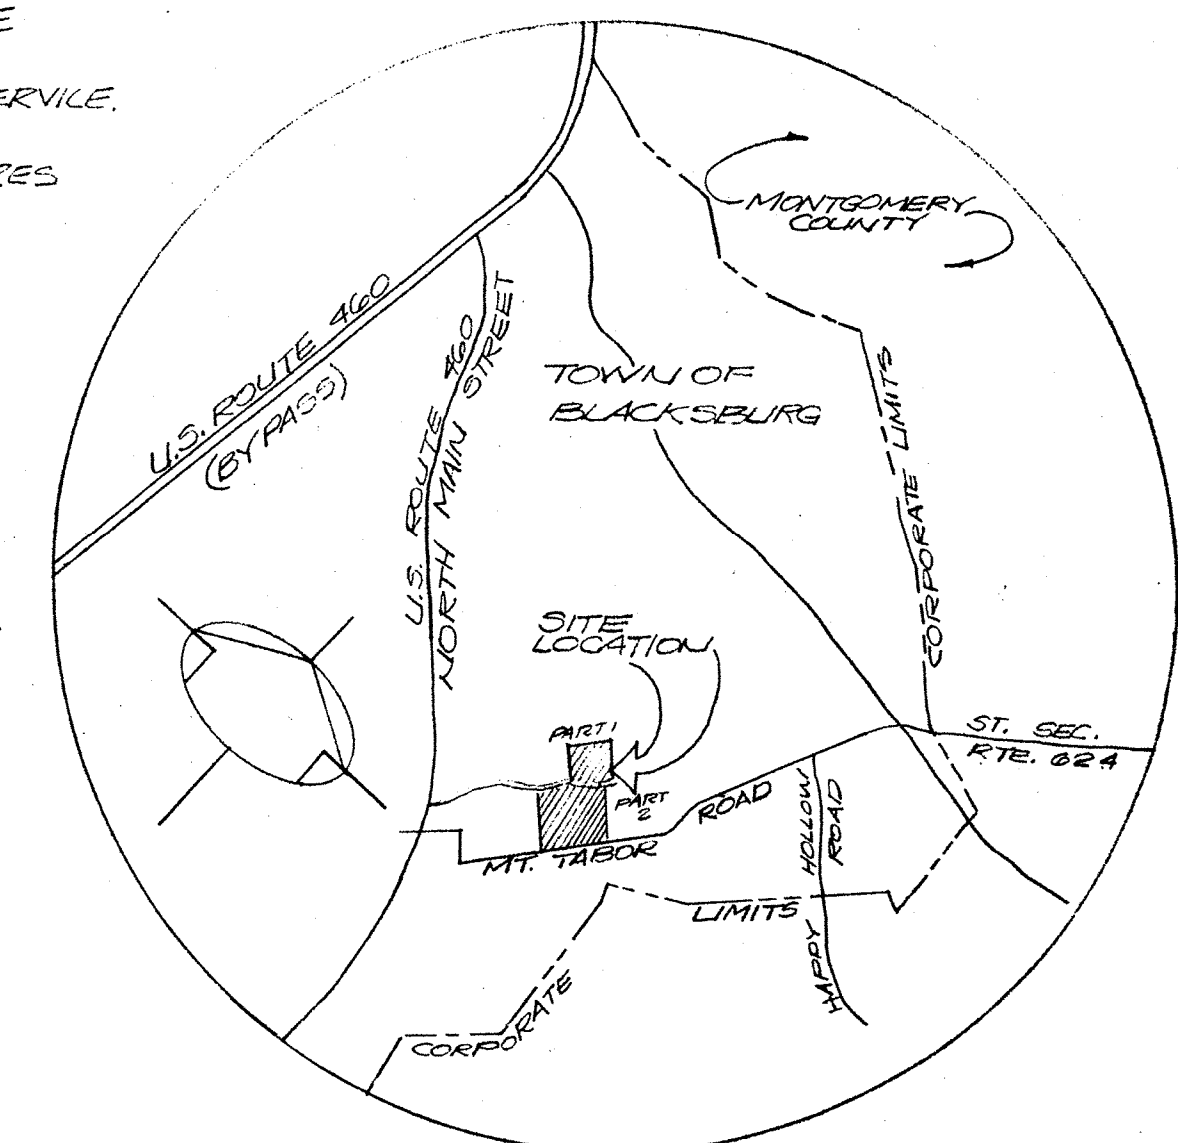 ERVICE.
RES
MONTGOMERY
COUNTY
U.S. ROUTE 460
(BYPASS)
U.S. ROUTE 460
NORTH MAIN STREET
TOWN OF
BLACKSBURG
CORPORATE LIMITS
SITE
LOCATION
PART 1
PART
2
ST. SEC.
RTE. 624
MT. TABOR ROAD
HAPPY HOLLOW
ROAD
CORPORATE LIMITS